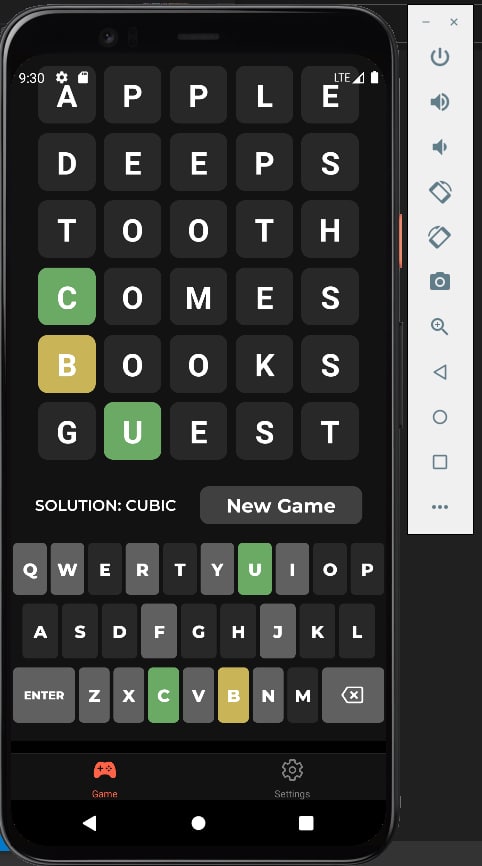 9:30 LTE
A P P L E
D E E P S
T O O T H
C O M E S
B O O K S
G U E S T
SOLUTION: CUBIC New Game
Q W E R T Y U I O P
A S D F G H J K L
ENTER Z X C V B N M
Game Settings